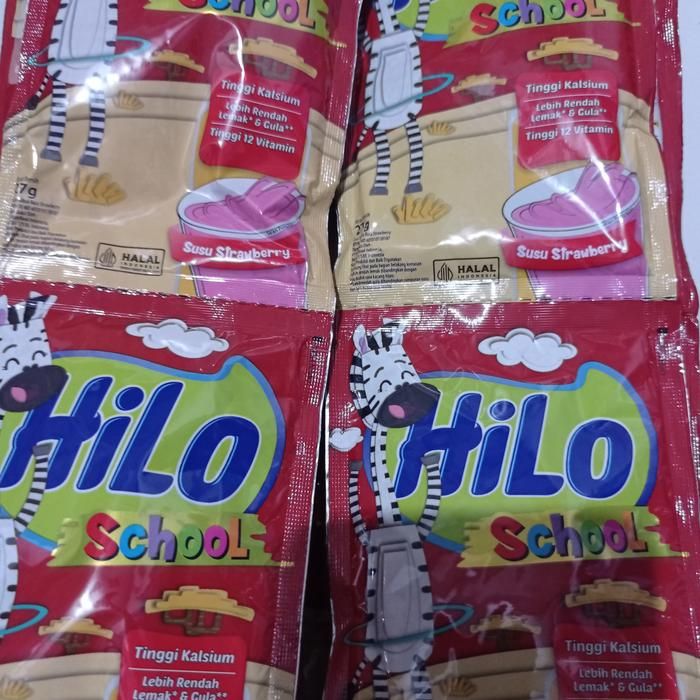 School
Tinggi Kalsium
Lebih Rendah
Lemak* & Gula**
Tinggi 12 Vitamin
27g
Susu Strawberry
HALAL
INDONESIA
School
Tinggi Kalsium
Lebih Rendah
Lemak* & Gula**
Tinggi 12 Vitamin
Susu Strawberry
HALAL
INDONESIA
HiLo
School
Tinggi Kalsium
Lebih Rendah
Lemak* & Gula**
HiLo
School
Tinggi Kalsium
Lebih Rendah
Lemak* & Gula**